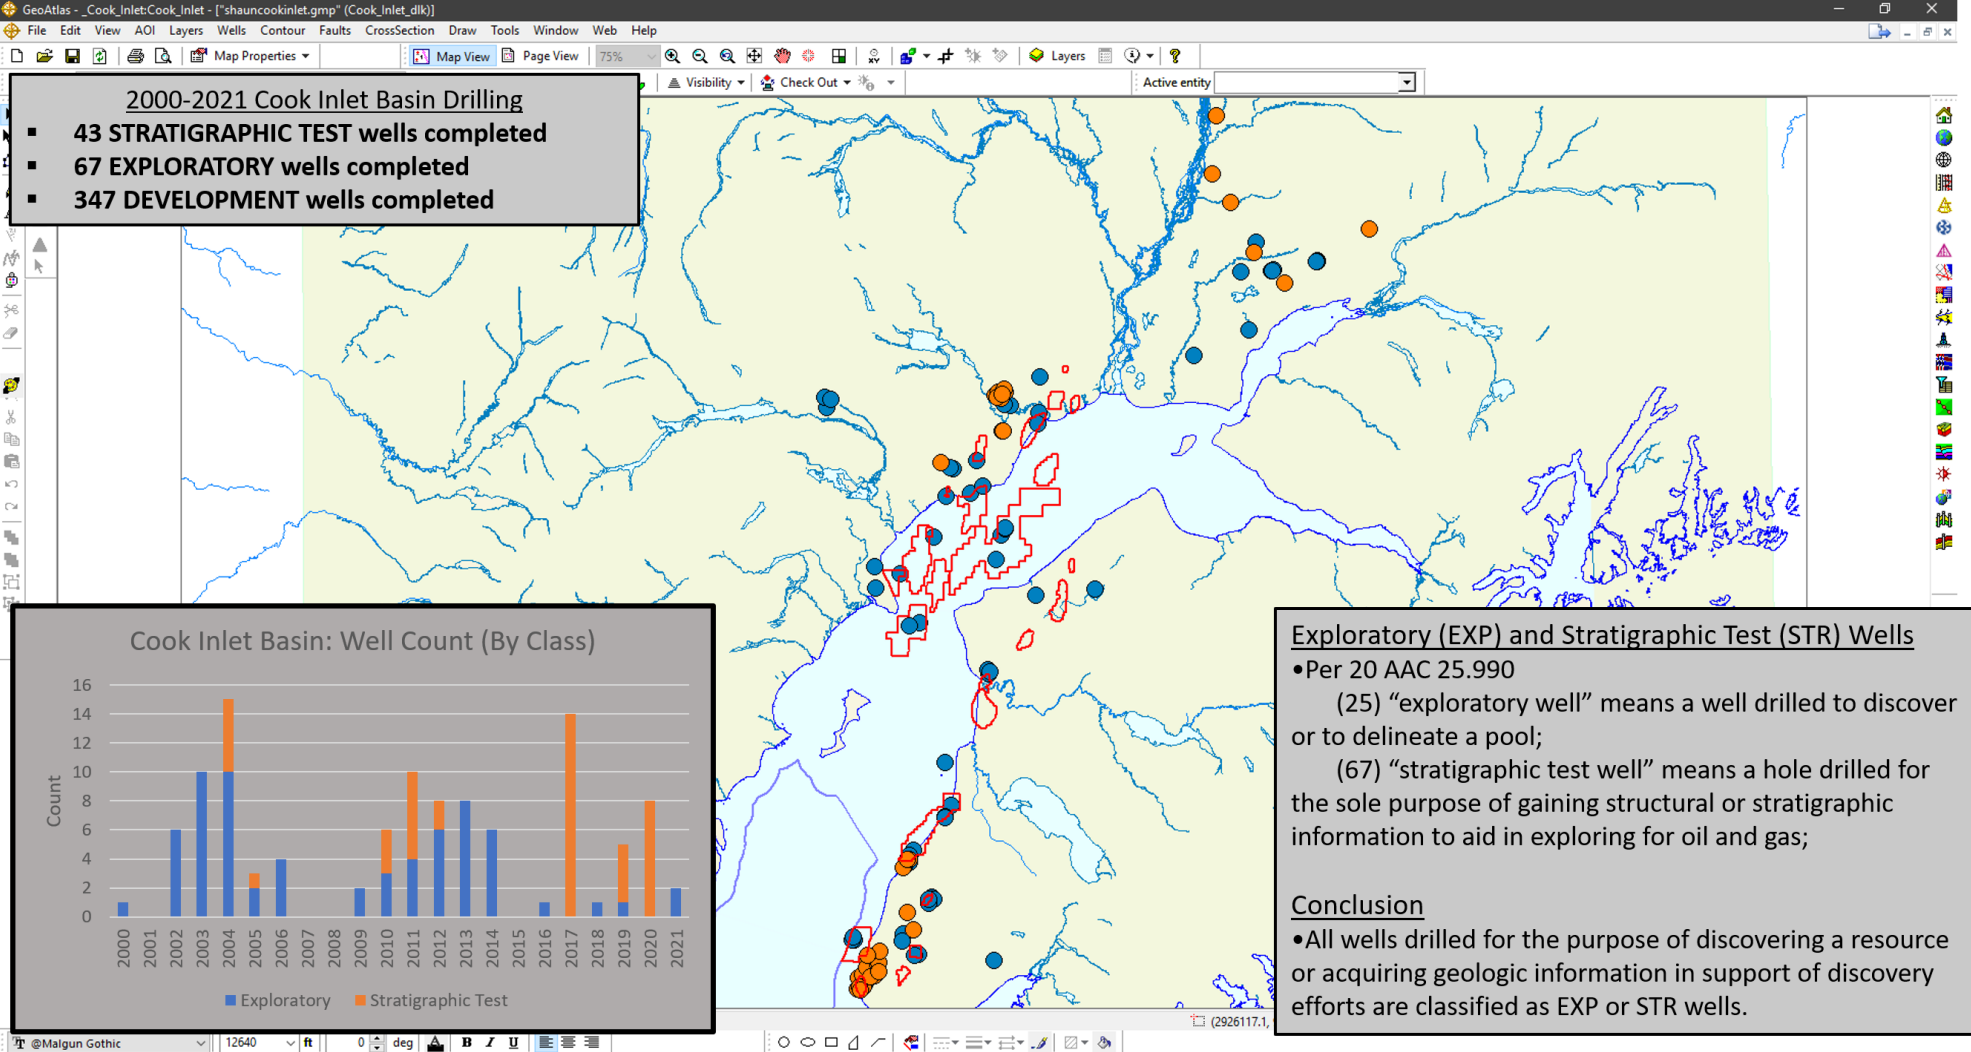 GeoAtlas - _Cook_Inlet:Cook_Inlet - ["shauncookinlet.gmp" (Cook_Inlet_dlk)]
File Edit View AOI Layers Wells Contour Faults CrossSection Draw Tools Window Web Help
Map Properties Map View Page View 75% Layers
Visibility Check Out Active entity
2000-2021 Cook Inlet Basin Drilling
▪ 43 STRATIGRAPHIC TEST wells completed
▪ 67 EXPLORATORY wells completed
▪ 347 DEVELOPMENT wells completed
Cook Inlet Basin: Well Count (By Class)
16
14
12
10
8
6
4
2
0
Count
2000 2001 2002 2003 2004 2005 2006 2007 2008 2009 2010 2011 2012 2013 2014 2015 2016 2017 2018 2019 2020 2021
Exploratory Stratigraphic Test
Exploratory (EXP) and Stratigraphic Test (STR) Wells
•Per 20 AAC 25.990
(25) “exploratory well” means a well drilled to discover
or to delineate a pool;
(67) “stratigraphic test well” means a hole drilled for
the sole purpose of gaining structural or stratigraphic
information to aid in exploring for oil and gas;
Conclusion
•All wells drilled for the purpose of discovering a resource
or acquiring geologic information in support of discovery
efforts are classified as EXP or STR wells.
(2926117.1,
@Malgun Gothic 12640 ft 0 deg A B I U